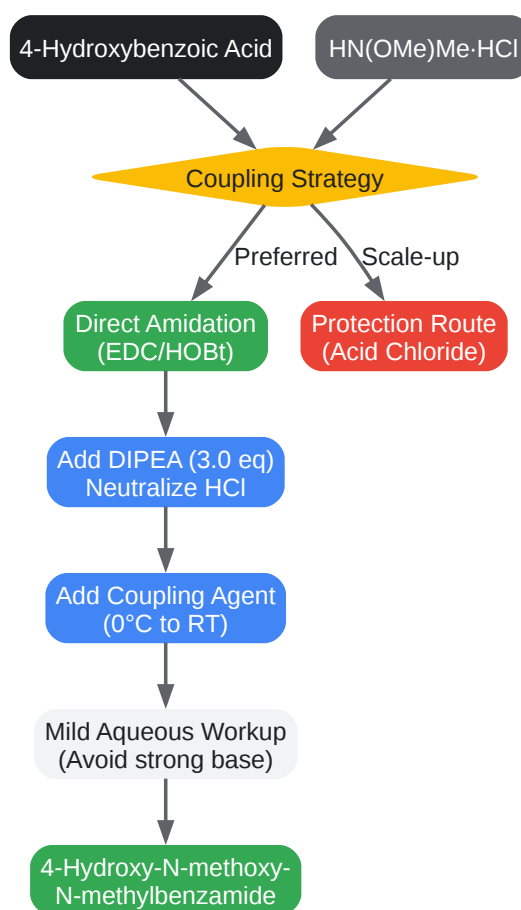 4-Hydroxybenzoic Acid
HN(OMe)Me·HCl
Coupling Strategy
Preferred
Scale-up
Direct Amidation
(EDC/HOBt)
Protection Route
(Acid Chloride)
Add DIPEA (3.0 eq)
Neutralize HCl
Add Coupling Agent
(0°C to RT)
Mild Aqueous Workup
(Avoid strong base)
4-Hydroxy-N-methoxy-
N-methylbenzamide